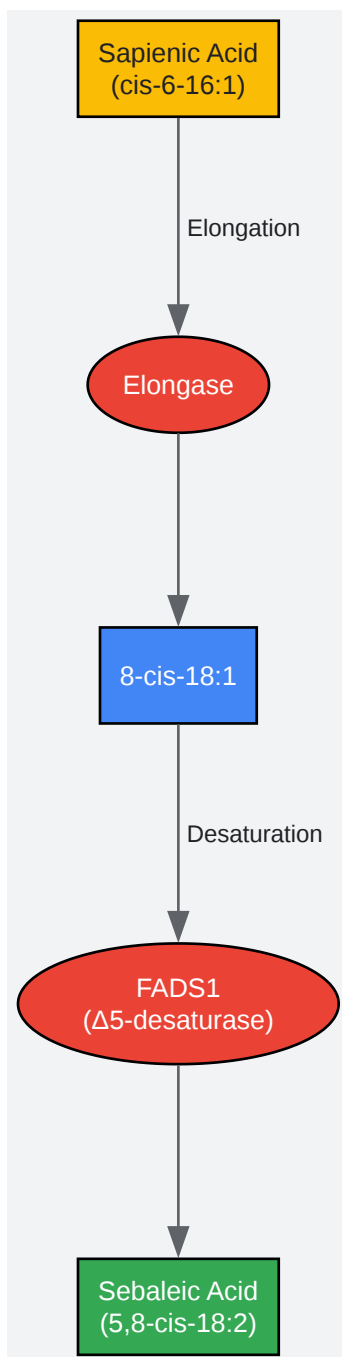 Sapienic Acid
(cis-6-16:1)
Elongation
Elongase
8-cis-18:1
Desaturation
FADS1
(Δ5-desaturase)
Sebaleic Acid
(5,8-cis-18:2)